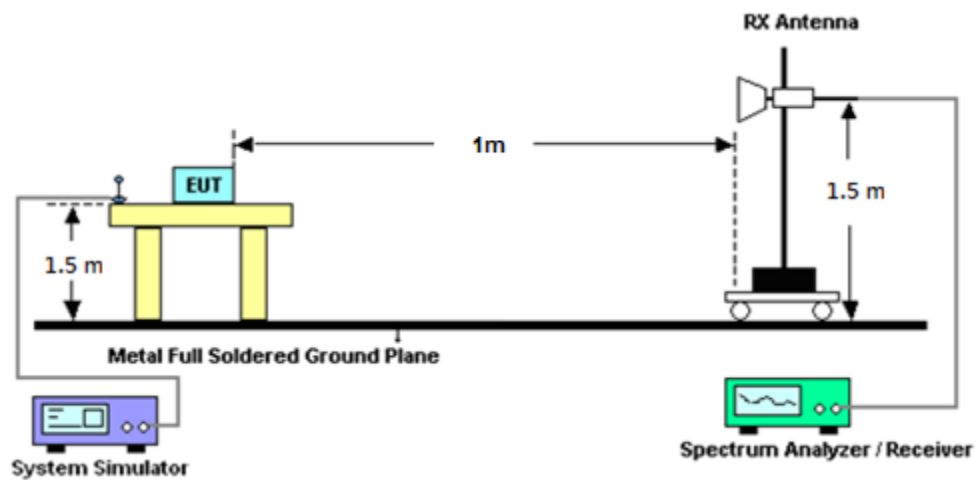 RX Antenna
1m
EUT
1.5 m
1.5 m
Metal Full Soldered Ground Plane
System Simulator
Spectrum Analyzer / Receiver